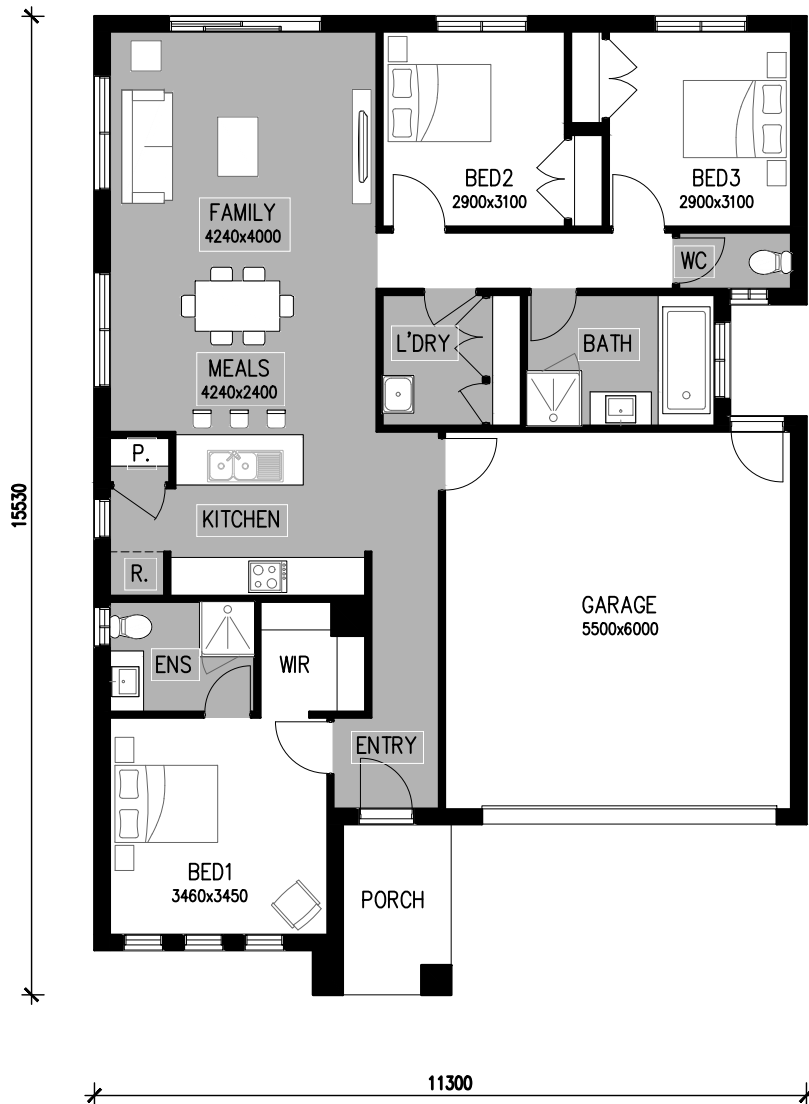 BED2
2900x3100
BED3
2900x3100
FAMILY
4240x4000
WC
L'DRY
BATH
MEALS
4240x2400
P.
KITCHEN
15530
R.
GARAGE
5500x6000
ENS
WIR
ENTRY
BED1
3460x3450
PORCH
11300